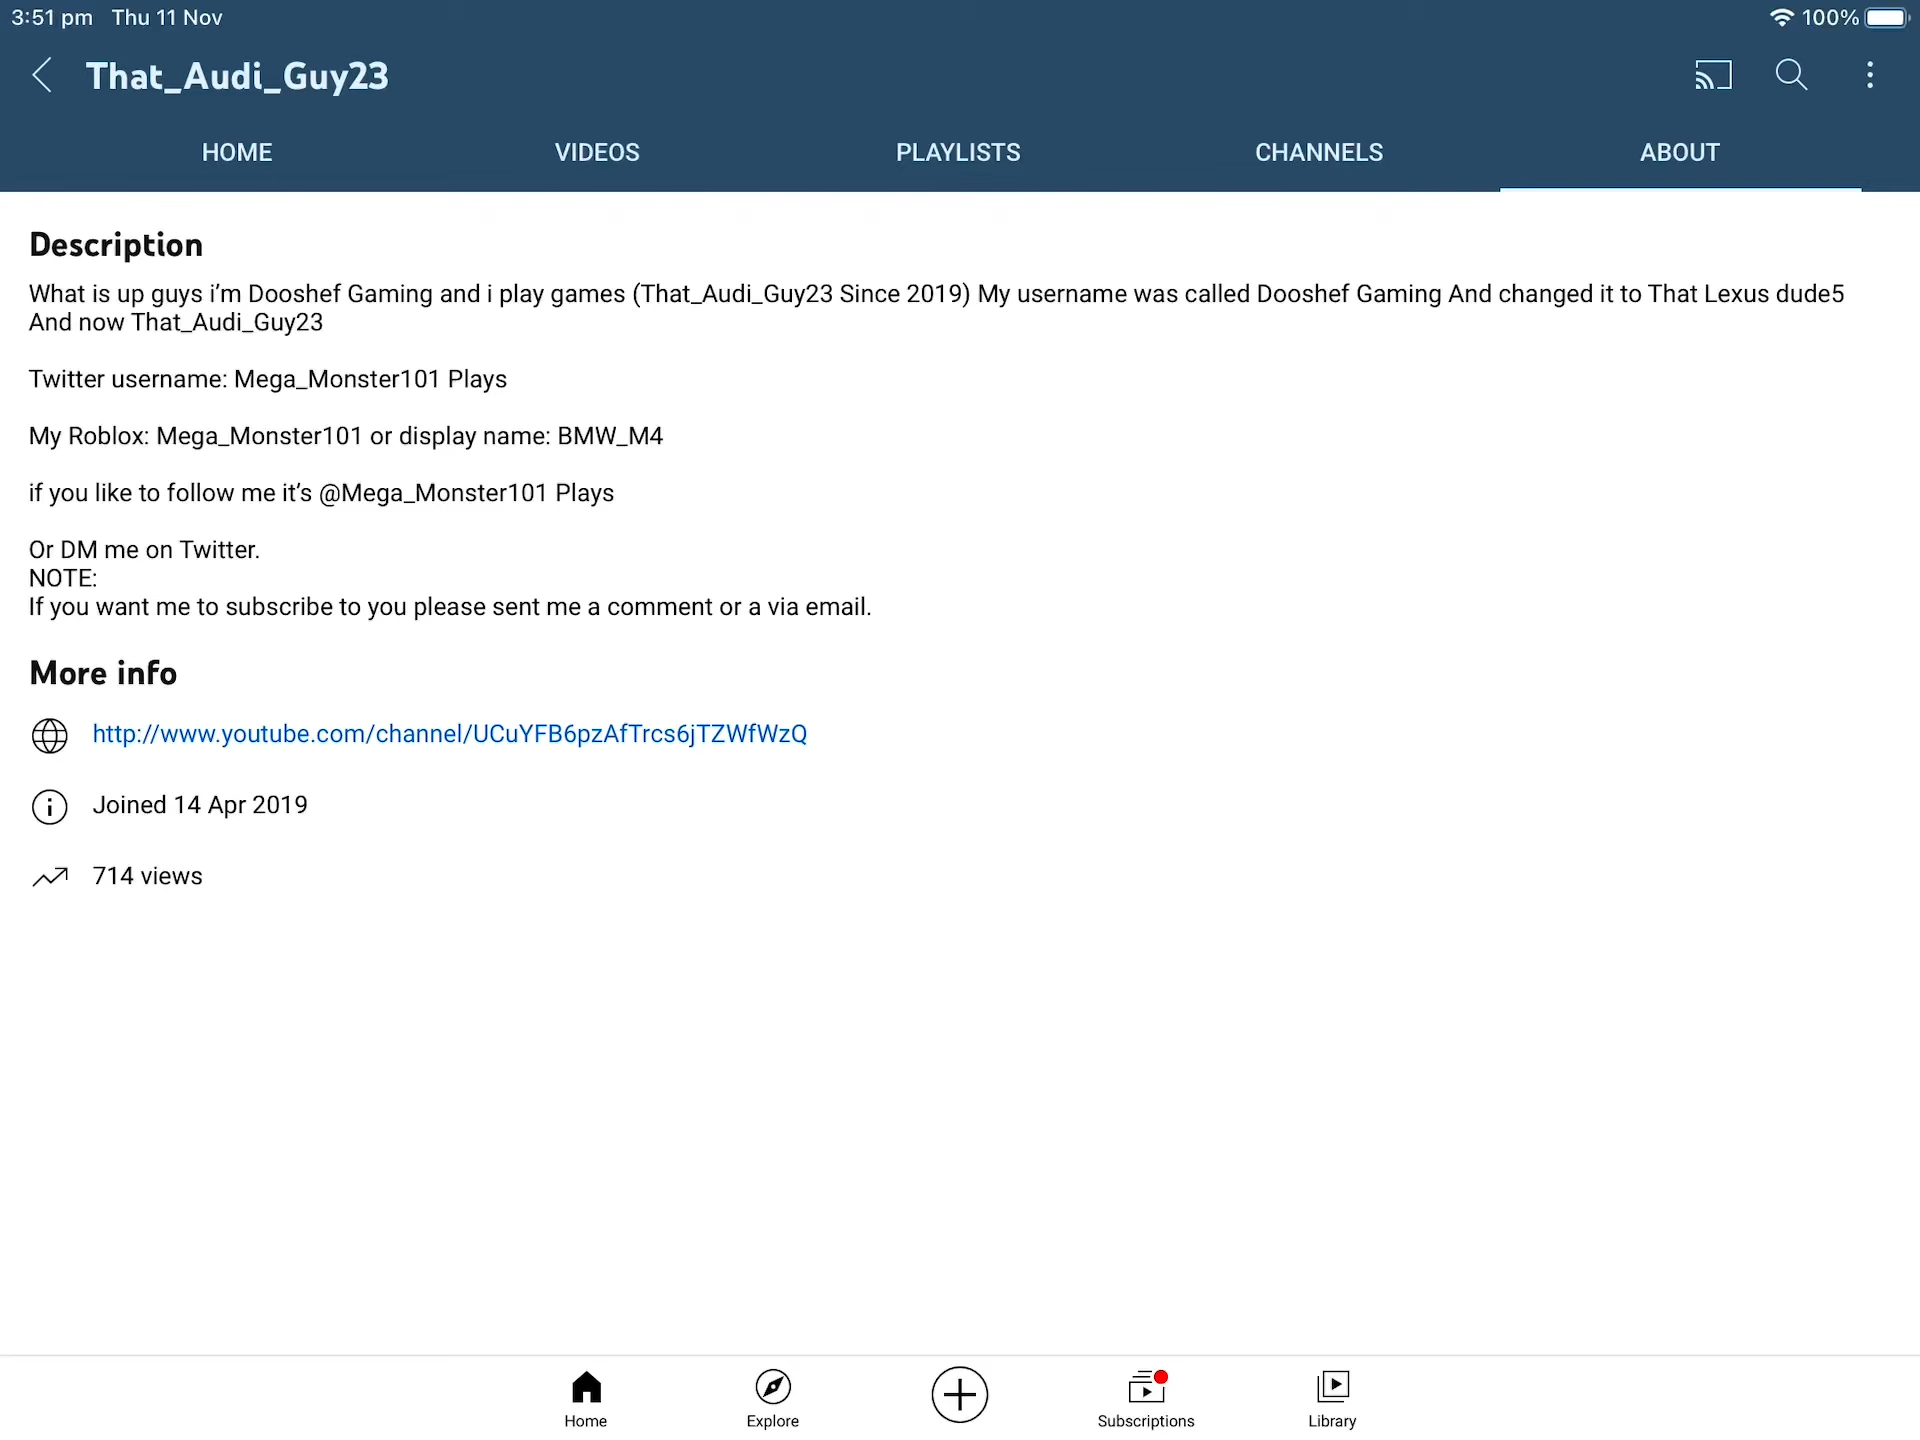 3:51 pm Thu 11 Nov 100%
That_Audi_Guy23
HOME VIDEOS PLAYLISTS CHANNELS ABOUT
Description
What is up guys i’m Dooshef Gaming and i play games (That_Audi_Guy23 Since 2019) My username was called Dooshef Gaming And changed it to That Lexus dude5
And now That_Audi_Guy23
Twitter username: Mega_Monster101 Plays
My Roblox: Mega_Monster101 or display name: BMW_M4
if you like to follow me it’s @Mega_Monster101 Plays
Or DM me on Twitter.
NOTE:
If you want me to subscribe to you please sent me a comment or a via email.
More info
http://www.youtube.com/channel/UCuYFB6pzAfTrcs6jTZWfWzQ
Joined 14 Apr 2019
714 views
Home Explore Subscriptions Library